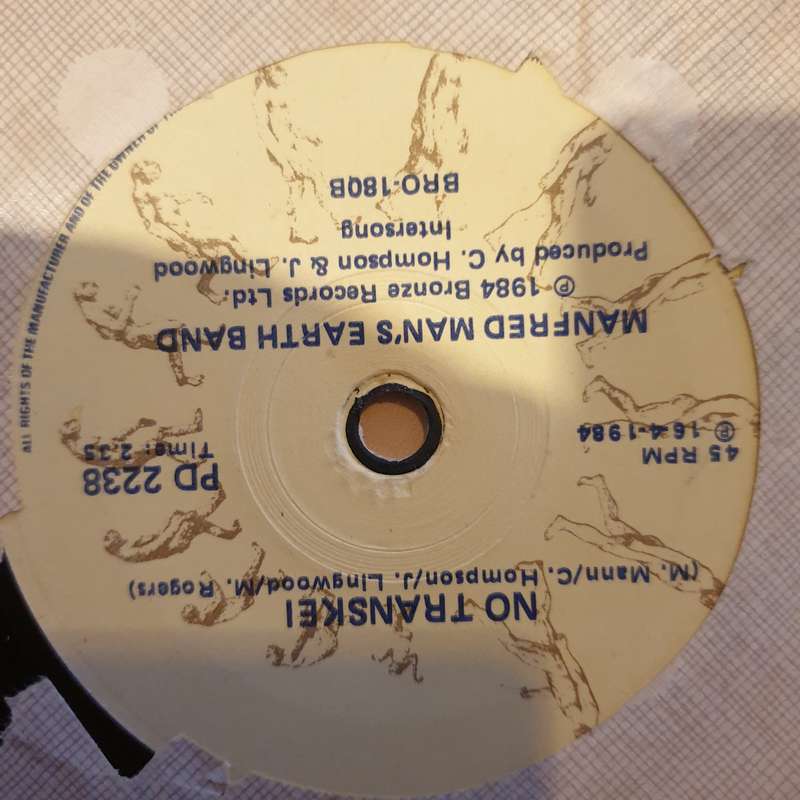 NO TRANSKEI
(M. Mann/C. Hompson/J. Lingwood/M. Rogers)
PD 2238
Time: 2.35
45 RPM
Ⓟ 16-4-1984
MANFRED MAN'S EARTH BAND
Ⓟ 1984 Bronze Records Ltd.
Produced by C. Hompson & J. Lingwood
Intersong
BRO-18QB
ALL RIGHTS OF THE MANUFACTURER AND OF THE OWNER OF